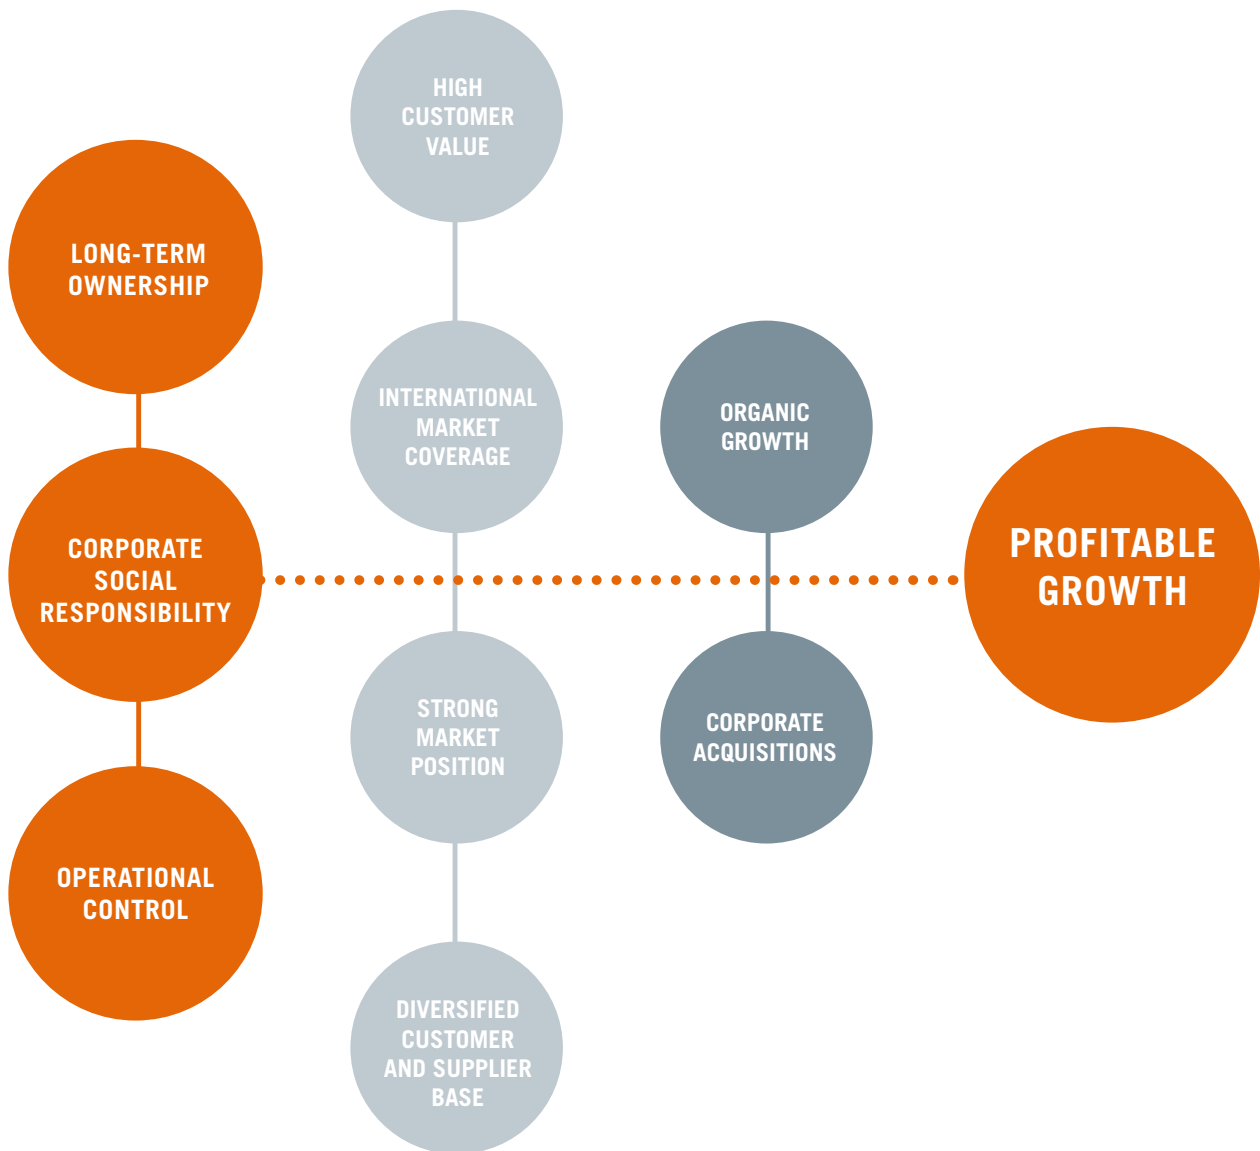 LONG-TERM
OWNERSHIP
CORPORATE
SOCIAL
RESPONSIBILITY
OPERATIONAL
CONTROL
HIGH
CUSTOMER
VALUE
INTERNATIONAL
MARKET
COVERAGE
STRONG
MARKET
POSITION
DIVERSIFIED
CUSTOMER
AND SUPPLIER
BASE
ORGANIC
GROWTH
CORPORATE
ACQUISITIONS
PROFITABLE
GROWTH